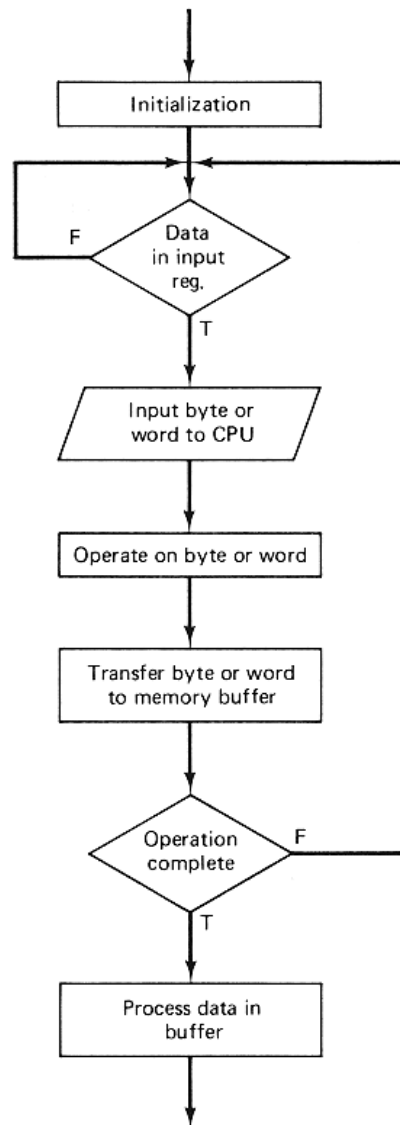 Initialization
Data
in input
reg.
F
T
Input byte or
word to CPU
Operate on byte or word
Transfer byte or word
to memory buffer
Operation
complete
F
T
Process data in
buffer